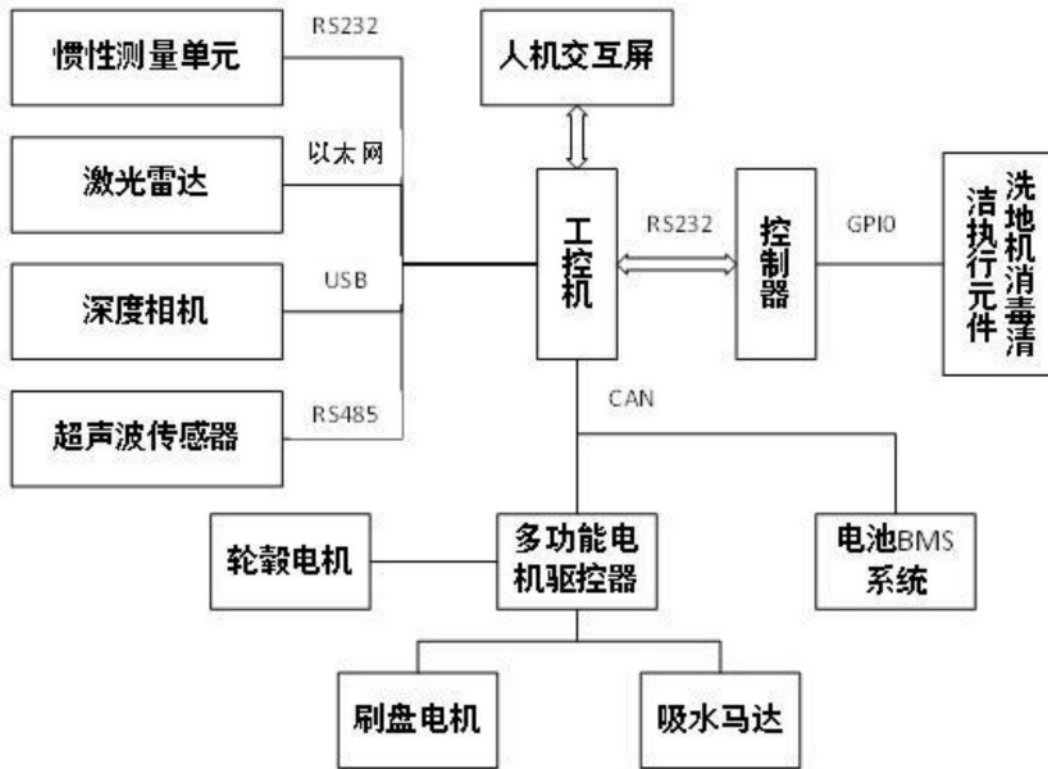 惯性测量单元
RS232
人机交互屏
激光雷达
以太网
深度相机
USB
超声波传感器
RS485
工控机
RS232
控制器
GPIO
洗地机消毒清
洁执行元件
CAN
轮毂电机
多功能电
机驱控器
电池BMS
系统
刷盘电机
吸水马达